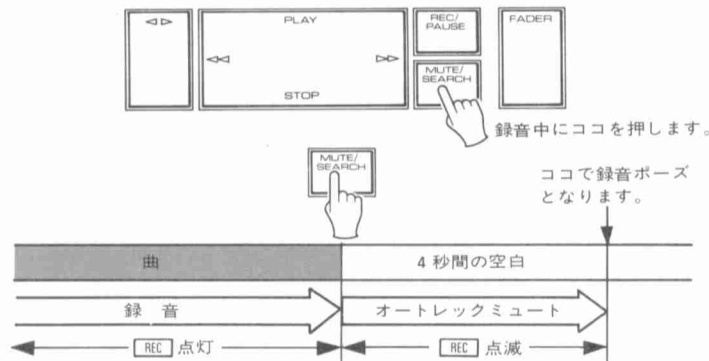 PLAY
STOP
REC/
PAUSE
MUTE/
SEARCH
FADER
録音中にココを押します。
MUTE/
SEARCH
ココで録音ポーズ
となります。
曲
4秒間の空白
録 音
オートレックミュート
REC 点灯
REC 点滅